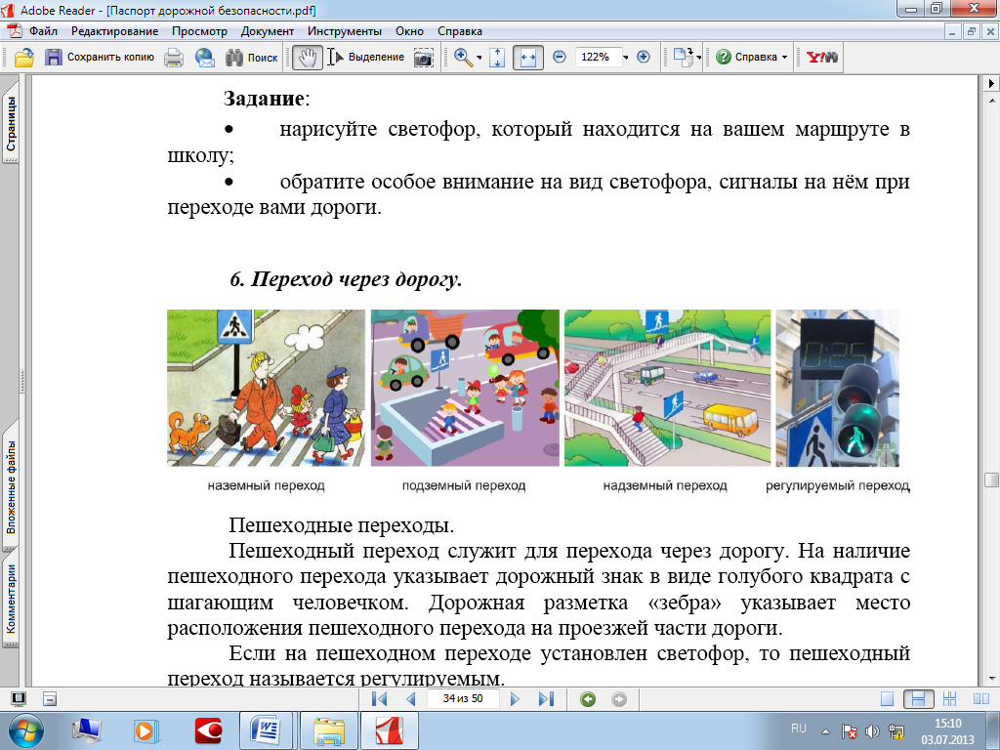 Adobe Reader - [Паспорт дорожной безопасности.pdf]
Файл Редактирование Просмотр Документ Инструменты Окно Справка
Сохранить копию Поиск Выделение 122% Справка Y!
Страницы
Вложенные файлы
Комментарии
Задание:
• нарисуйте светофор, который находится на вашем маршруте в
школу;
• обратите особое внимание на вид светофора, сигналы на нём при
переходе вами дороги.
6. Переход через дорогу.
0:25
наземный переход подземный переход надземный переход регулируемый переход
Пешеходные переходы.
Пешеходный переход служит для перехода через дорогу. На наличие
пешеходного перехода указывает дорожный знак в виде голубого квадрата с
шагающим человечком. Дорожная разметка «зебра» указывает место
расположения пешеходного перехода на проезжей части дороги.
Если на пешеходном переходе установлен светофор, то пешеходный
переход называется регулируемым.
34 из 50
RU
15:10
03.07.2013